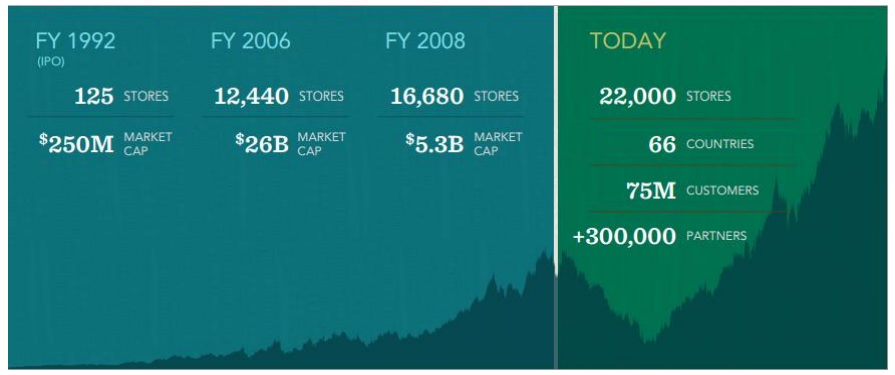 FY 1992
(IPO)
125 STORES
$250M MARKET
CAP
FY 2006
12,440 STORES
$26B MARKET
CAP
FY 2008
16,680 STORES
$5.3B MARKET
CAP
TODAY
22,000 STORES
66 COUNTRIES
75M CUSTOMERS
+300,000 PARTNERS